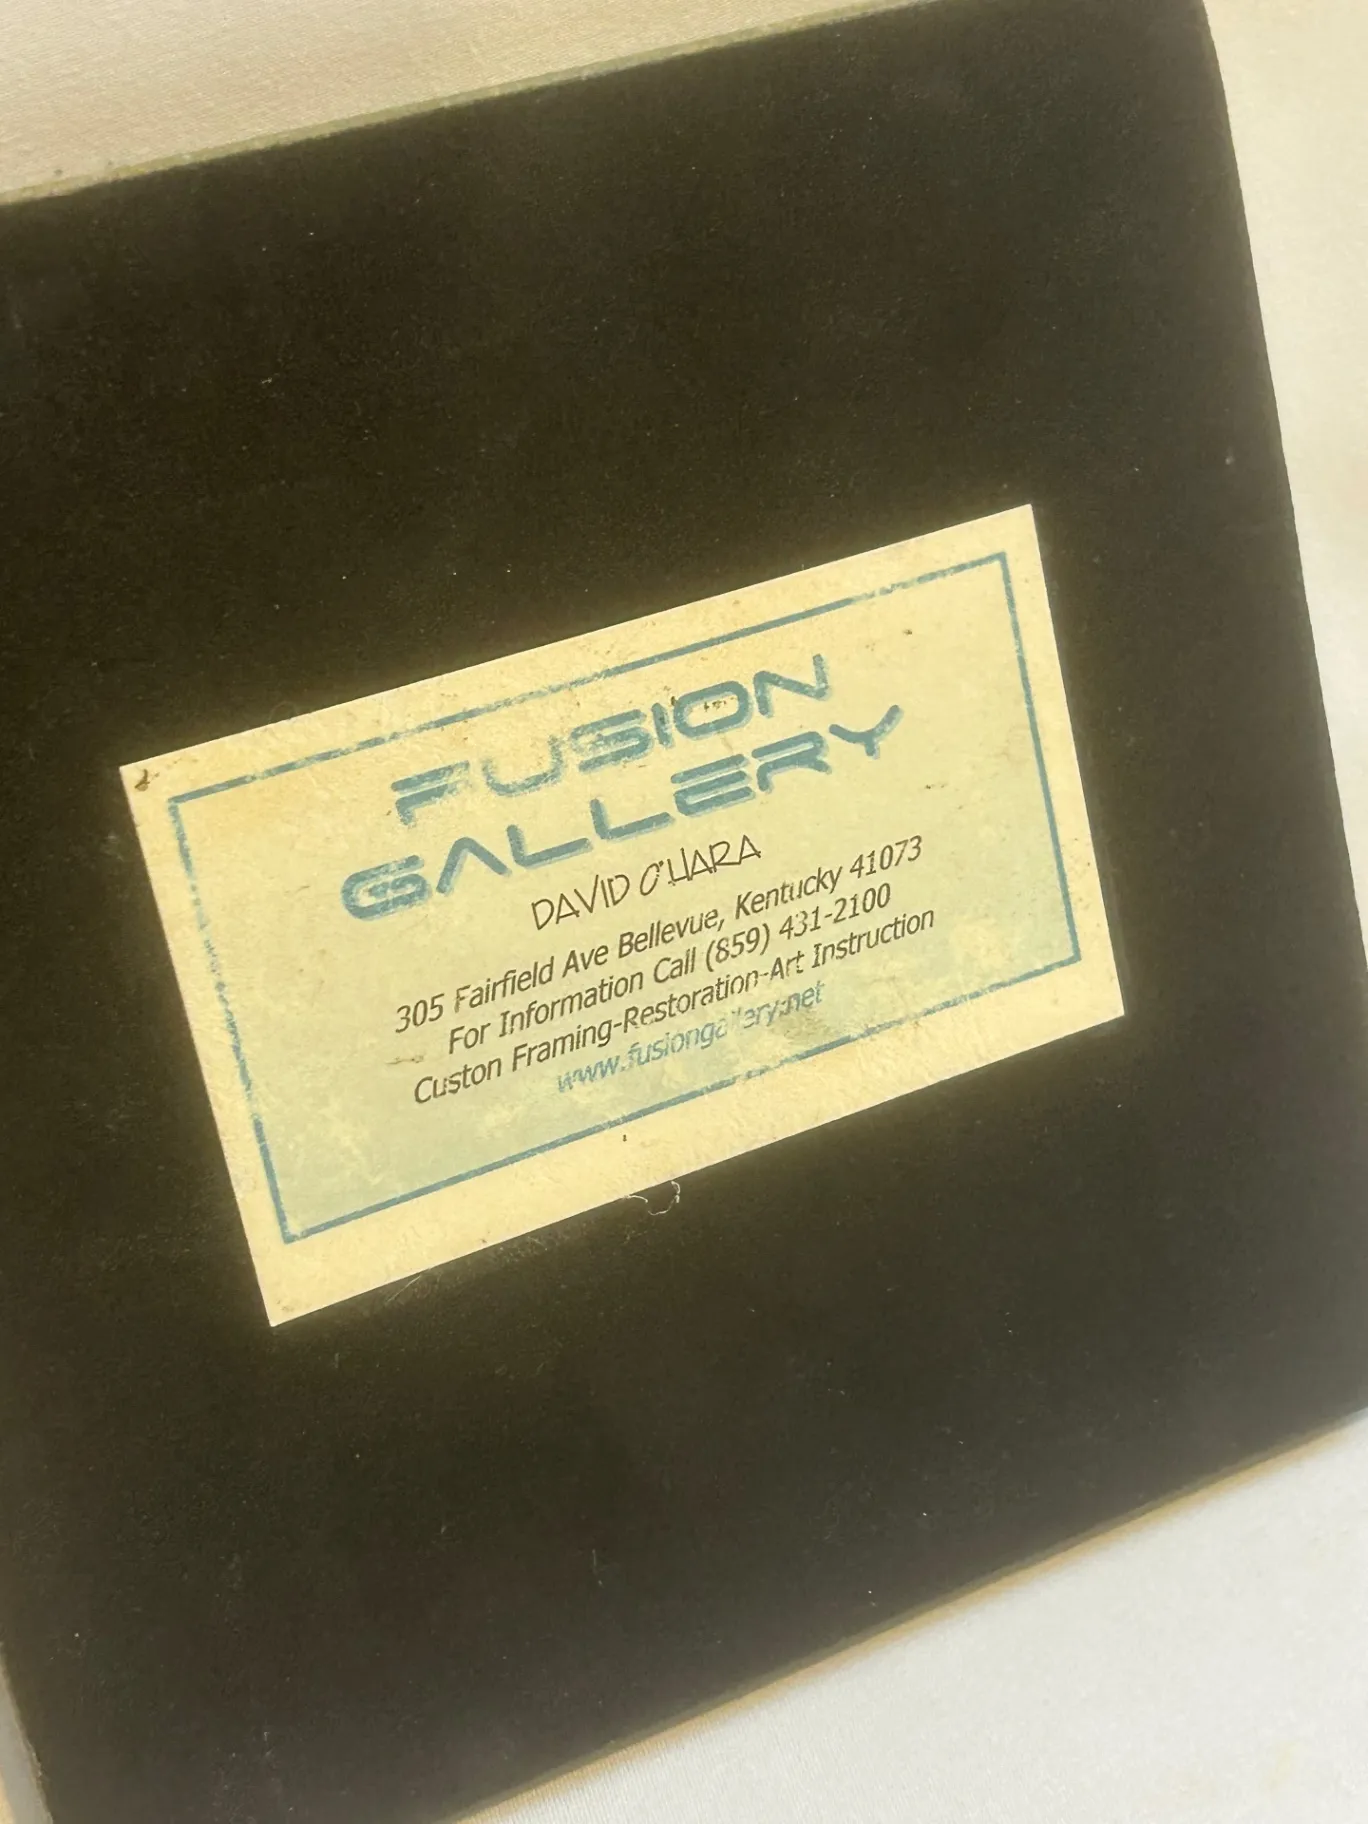 FUSION
GALLERY
DAVID O'HARA
305 Fairfield Ave Bellevue, Kentucky 41073
For Information Call (859) 431-2100
Custon Framing-Restoration-Art Instruction
www.fusiongallery.net